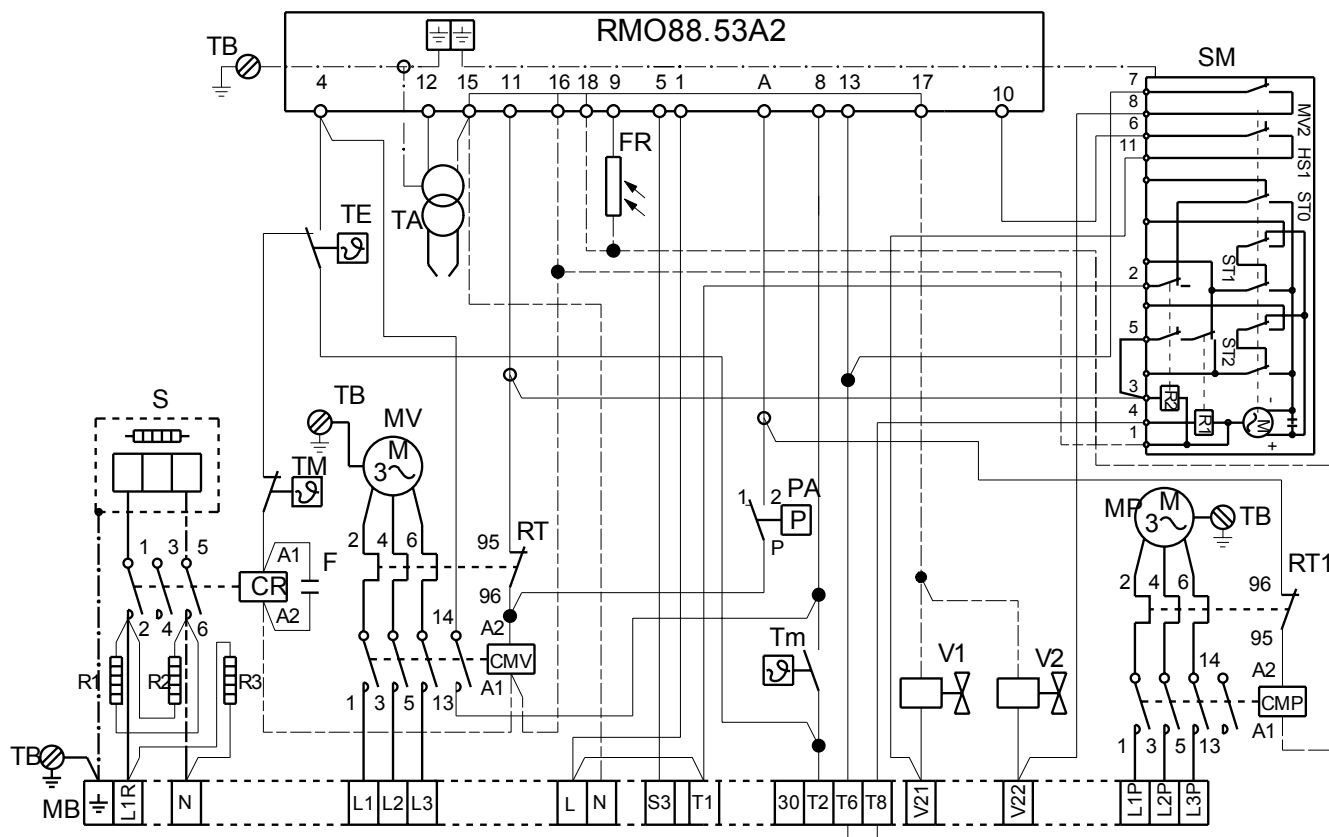 RMO88.53A2
TB
4 12 15 11 16 18 9 5 1 A 8 13 17 10
SM
7
8
6
11
2
5
3
4
1
MV2 HS1 ST0
ST1
ST2
R2
R1
M
- +
FR
TE
TA
S
TB
MV
M
3
TM
A1
F
CR
A2
1 3 5
2 4 6
R1 R2 R3
2 4 6
95
RT
96
A2
14
CMV
A1
1 3 5 13
1 2
PA
P
P
Tm
V1 V2
MP
M
3
TB
RT1
2 4 6
96
95
14
A2
CMP
A1
1 3 5 13
TB
MB L1R N L1 L2 L3 L N S3 T1 30 T2 T6 T8 V21 V22 L1P L2P L3P